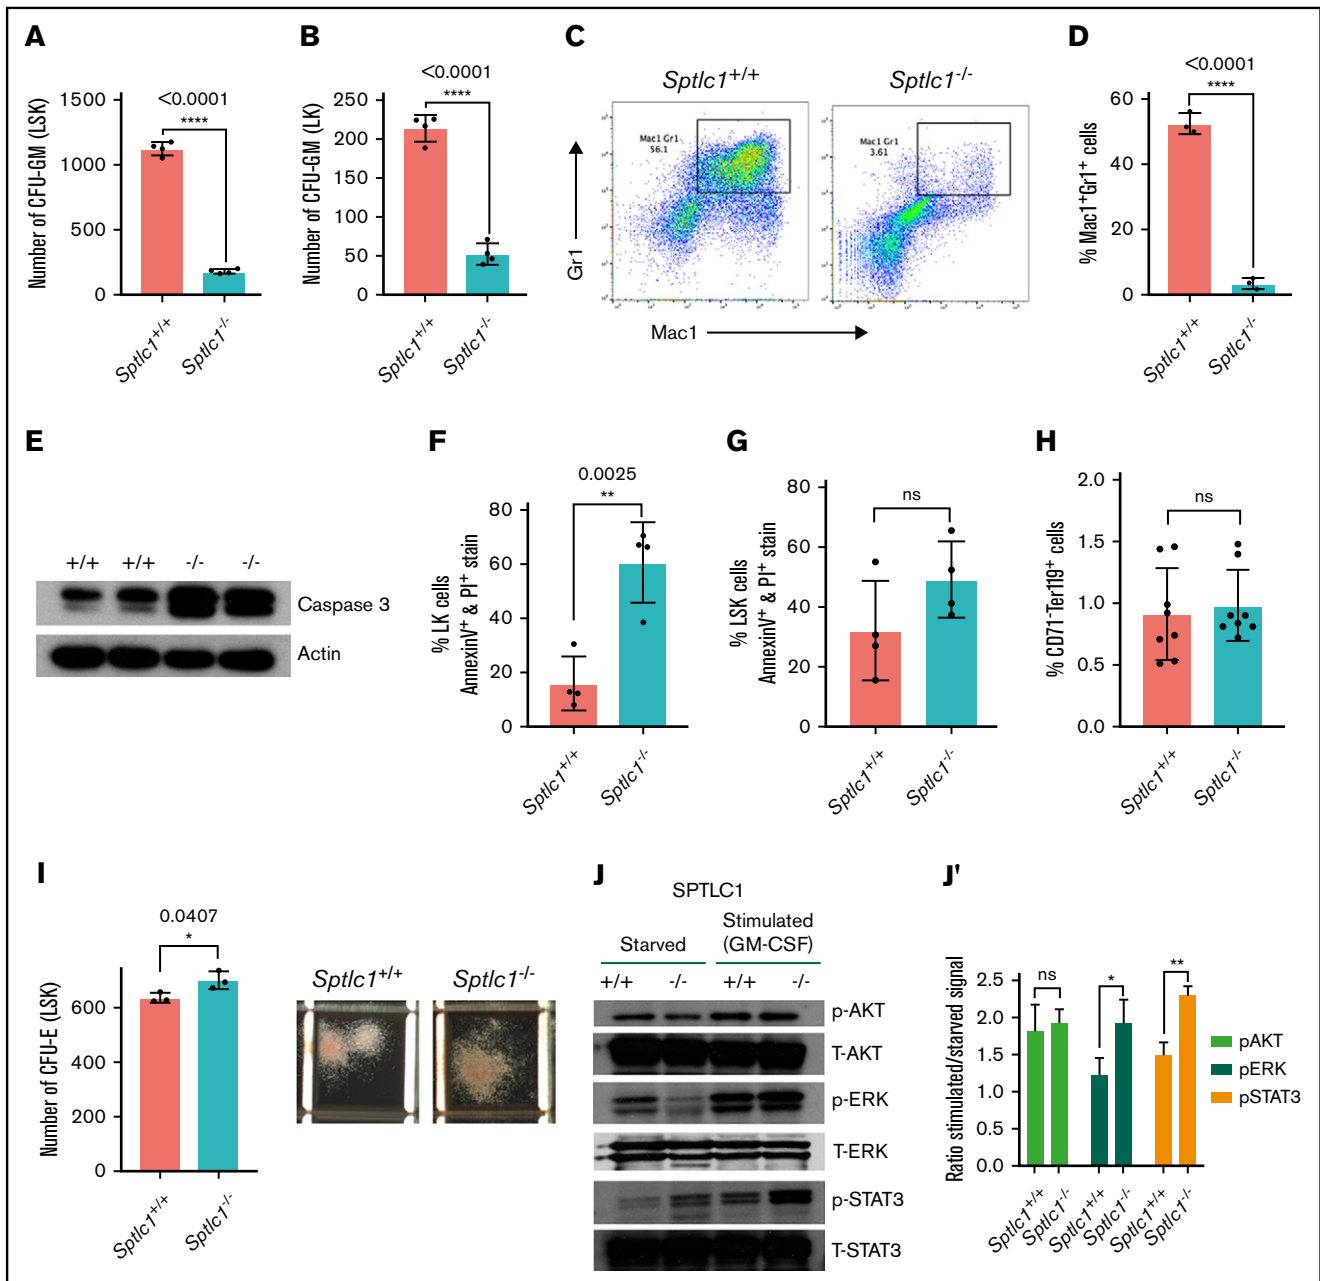 A
Number of CFU-GM (LSK)
1500
1000
500
0
<0.0001
****
Sptlc1+/+
Sptlc1-/-
B
Number of CFU-GM (LK)
250
200
150
100
50
0
<0.0001
****
Sptlc1+/+
Sptlc1-/-
C
Sptlc1+/+
Sptlc1-/-
Mac1 Gr1
56.1
Mac1 Gr1
3.61
Gr1
Mac1
D
% Mac1+Gr1+ cells
60
40
20
0
<0.0001
****
Sptlc1+/+
Sptlc1-/-
E
+/+ +/+ -/- -/-
Caspase 3
Actin
F
% LK cells
AnnexinV+ & PI+ stain
80
60
40
20
0
0.0025
**
Sptlc1+/+
Sptlc1-/-
G
% LSK cells
AnnexinV+ & PI+ stain
80
60
40
20
0
ns
Sptlc1+/+
Sptlc1-/-
H
% CD71-Ter119+ cells
2.0
1.5
1.0
0.5
0.0
ns
Sptlc1+/+
Sptlc1-/-
I
Number of CFU-E (LSK)
600
400
200
0
0.0407
*
Sptlc1+/+
Sptlc1-/-
Sptlc1+/+
Sptlc1-/-
J
SPTLC1
Starved
Stimulated
(GM-CSF)
+/+ -/- +/+ -/-
p-AKT
T-AKT
p-ERK
T-ERK
p-STAT3
T-STAT3
J'
Ratio stimulated/starved signal
2.5
2.0
1.5
1.0
0.5
0.0
ns
*
**
Sptlc1+/+
Sptlc1-/-
Sptlc1+/+
Sptlc1-/-
Sptlc1+/+
Sptlc1-/-
pAKT
pERK
pSTAT3